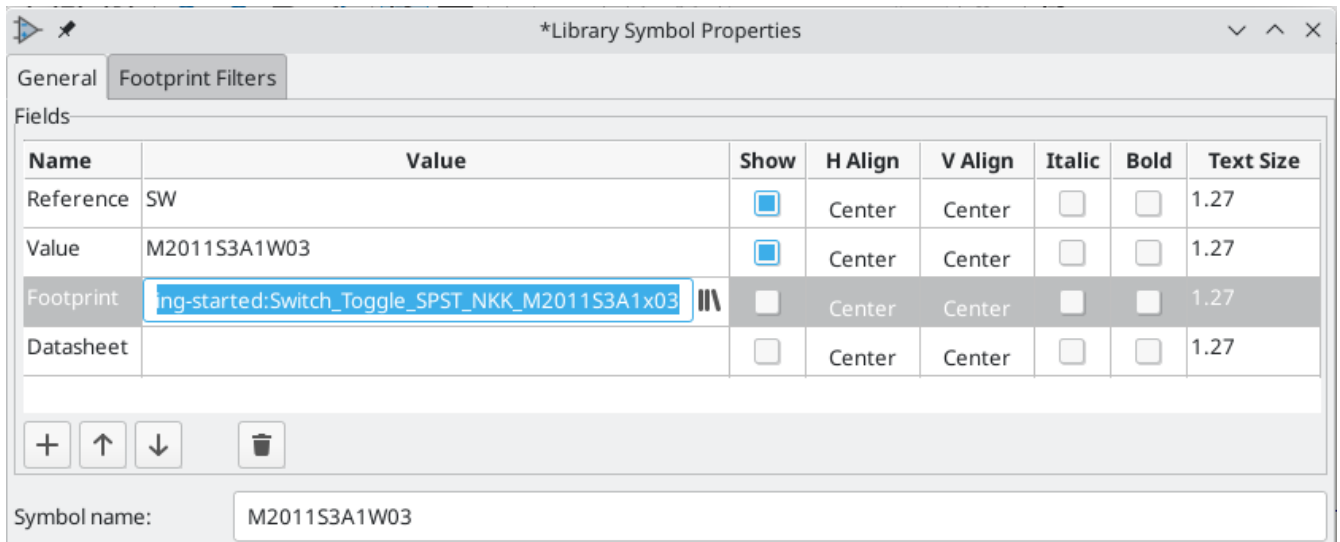 *Library Symbol Properties
General Footprint Filters
Fields
Name Value Show H Align V Align Italic Bold Text Size
Reference SW Center Center 1.27
Value M2011S3A1W03 Center Center 1.27
Footprint ing-started:Switch_Toggle_SPST_NKK_M2011S3A1x03 Center Center 1.27
Datasheet Center Center 1.27
Symbol name: M2011S3A1W03